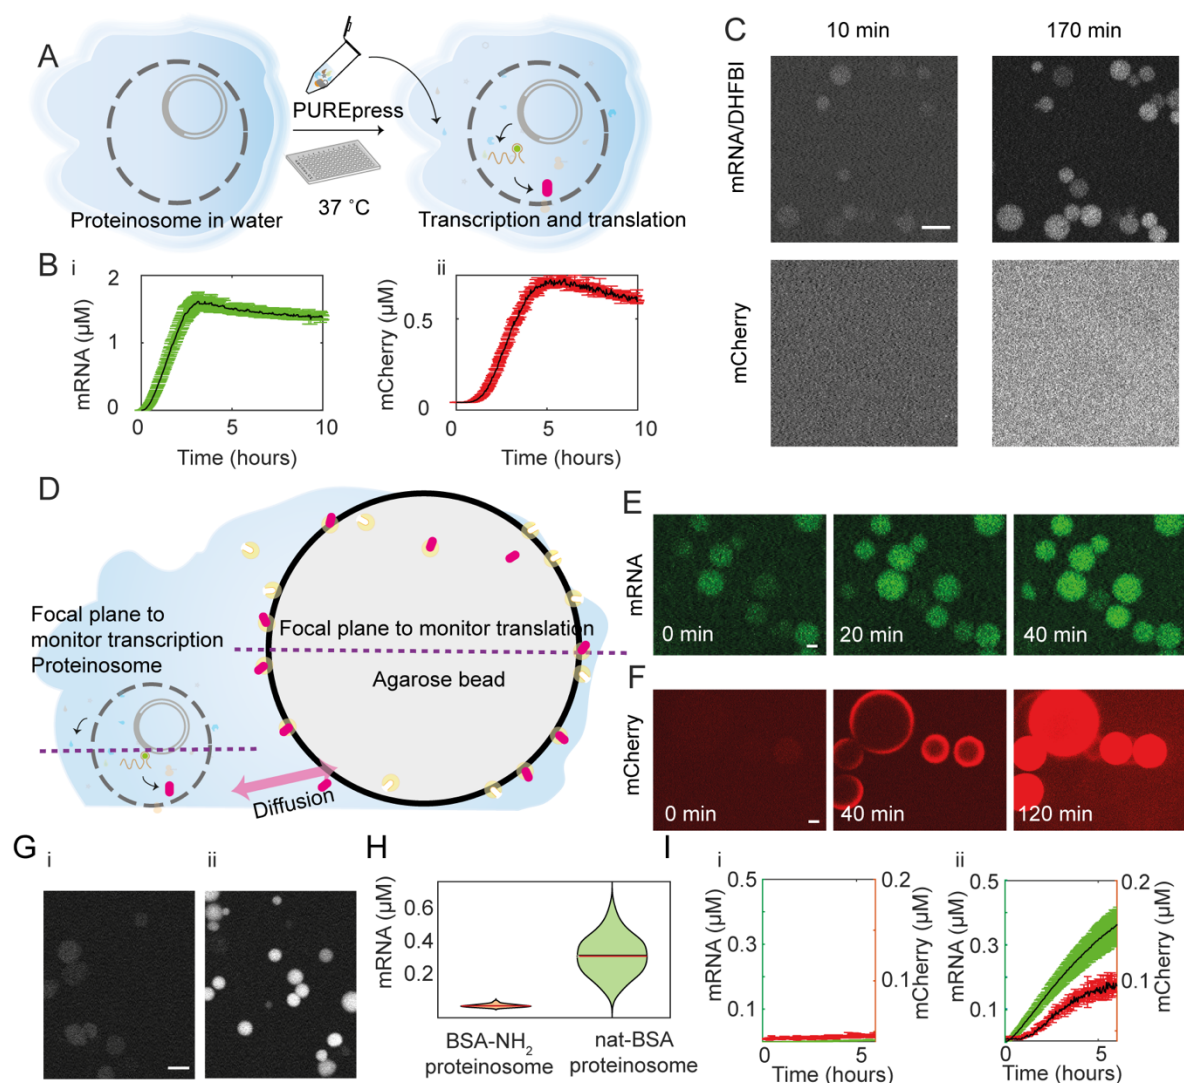 A
PUREpress
37 ˚C
Proteinosome in water
Transcription and translation
B
i
mRNA (µM)
2
1
0
0
5
10
Time (hours)
ii
mCherry (µM)
0.5
0
0
5
10
Time (hours)
C
10 min
170 min
mRNA/DHFBI
mCherry
D
Focal plane to
monitor transcription
Proteinosome
Focal plane to monitor translation
Agarose bead
Diffusion
E
mRNA
0 min
20 min
40 min
F
mCherry
0 min
40 min
120 min
G
i
ii
H
mRNA (µM)
0.6
0.4
0.2
BSA-NH2
proteinosome
nat-BSA
proteinosome
I
i
mRNA (µM)
0.5
0.3
0.1
0.2
0.1
mCherry (µM)
0
5
Time (hours)
ii
mRNA (µM)
0.5
0.3
0.1
0.2
0.1
mCherry (µM)
0
5
Time (hours)